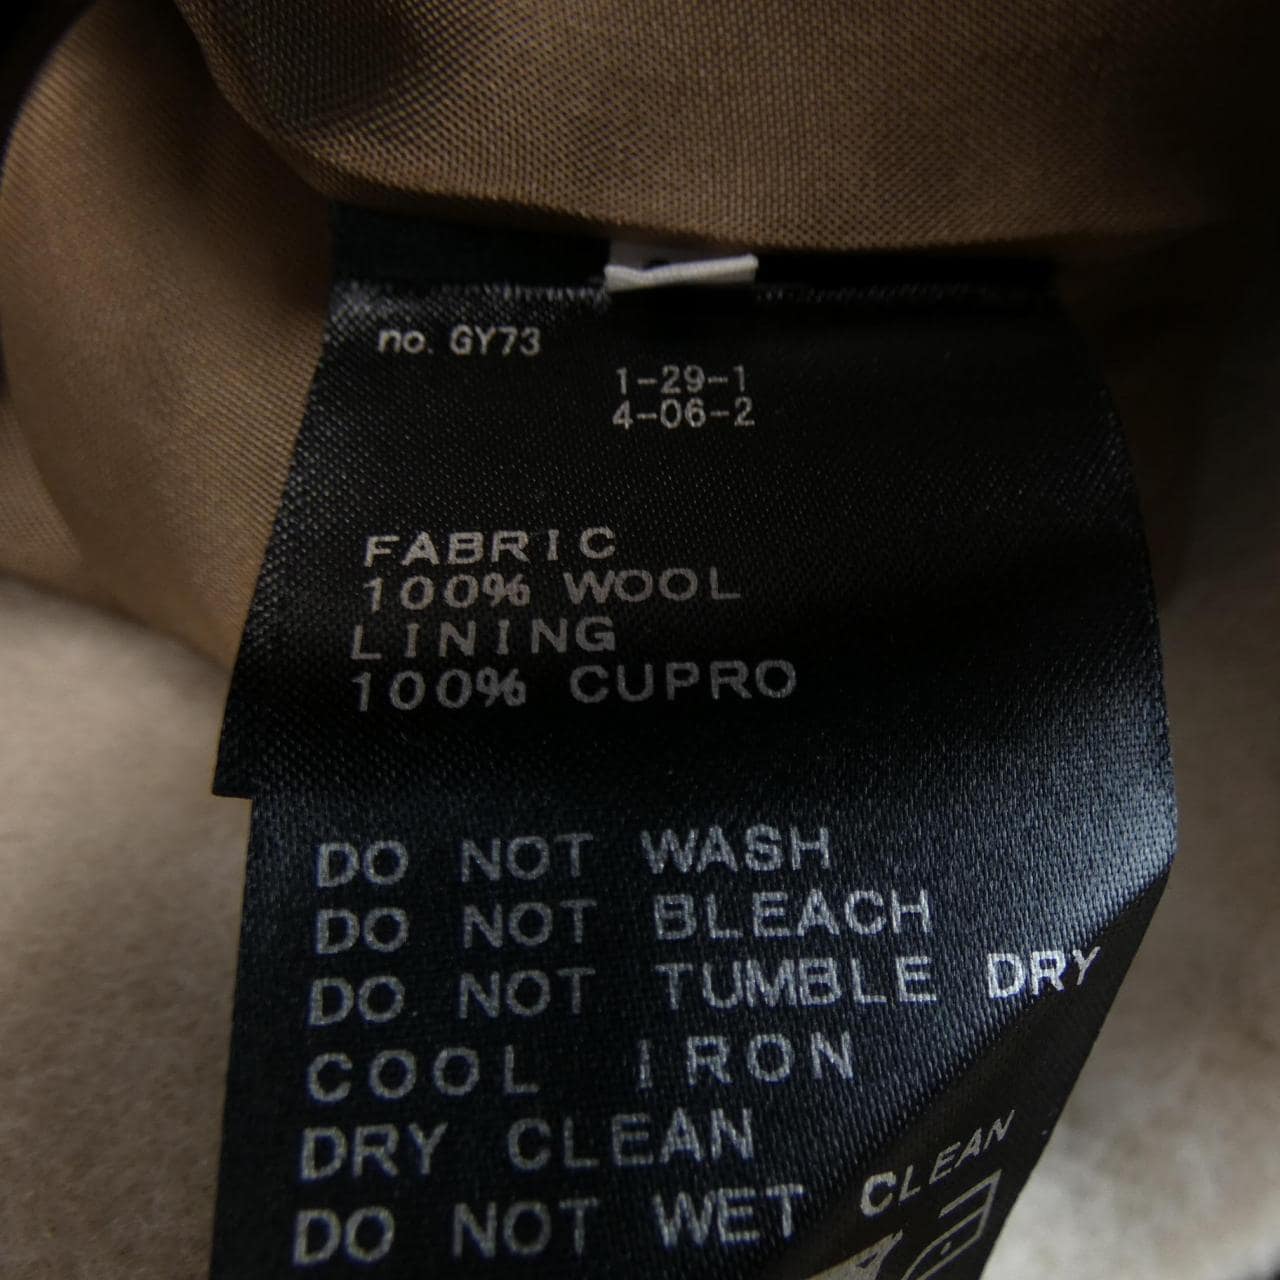 no. GY73
1-29-1
4-06-2
FABRIC
100% WOOL
LINING
100% CUPRO
DO NOT WASH
DO NOT BLEACH
DO NOT TUMBLE DRY
COOL IRON
DRY CLEAN
DO NOT WET CLEAN